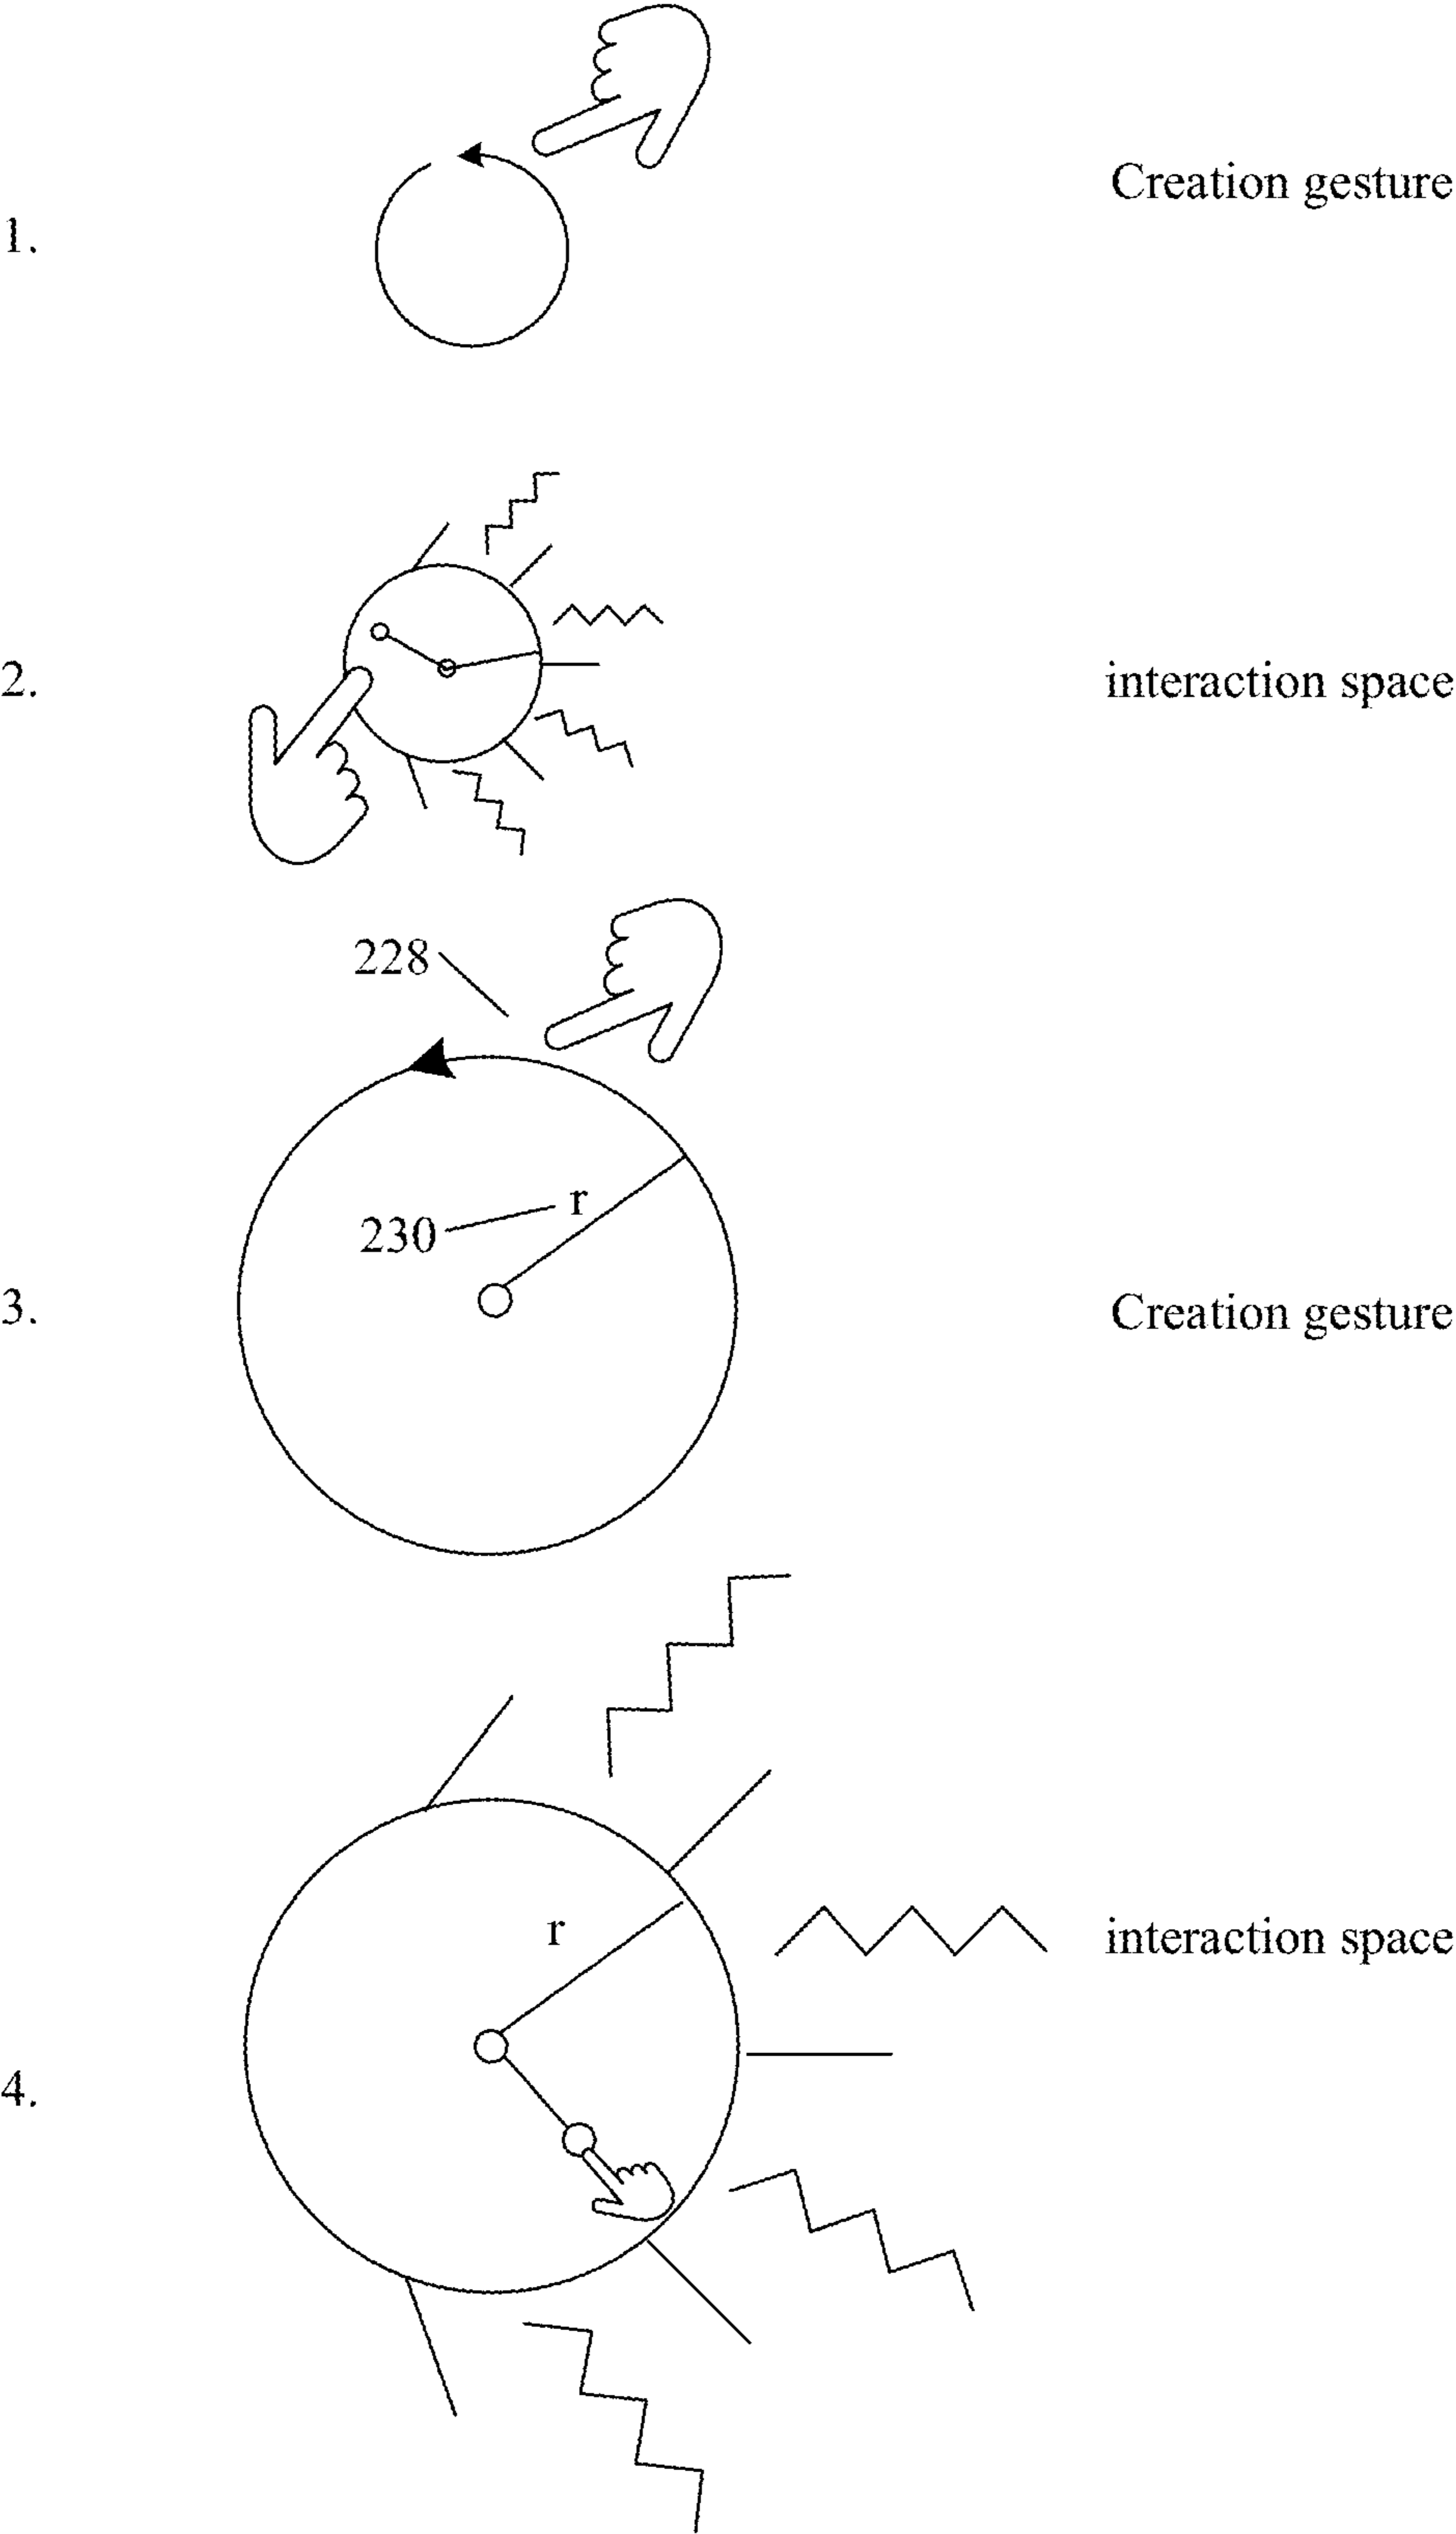 Creation gesture
1.
2.
interaction space
228
230
r
3.
Creation gesture
r
interaction space
4.